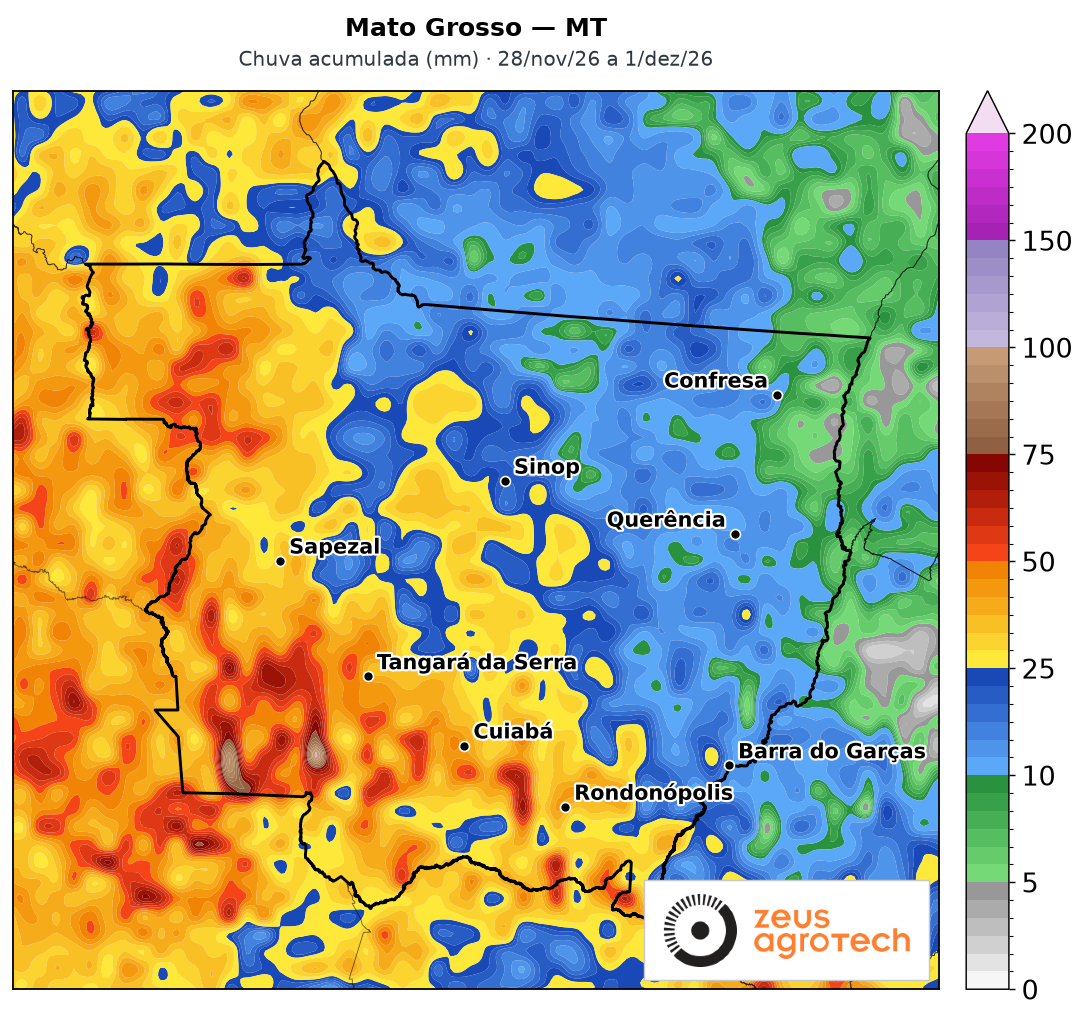 Mato Grosso — MT
Chuva acumulada (mm) · 28/nov/26 a 1/dez/26
200
150
100
75
50
25
10
5
0
Confresa
Sinop
Querência
Sapezal
Tangará da Serra
Cuiabá
Barra do Garças
Rondonópolis
zeus
agrotech